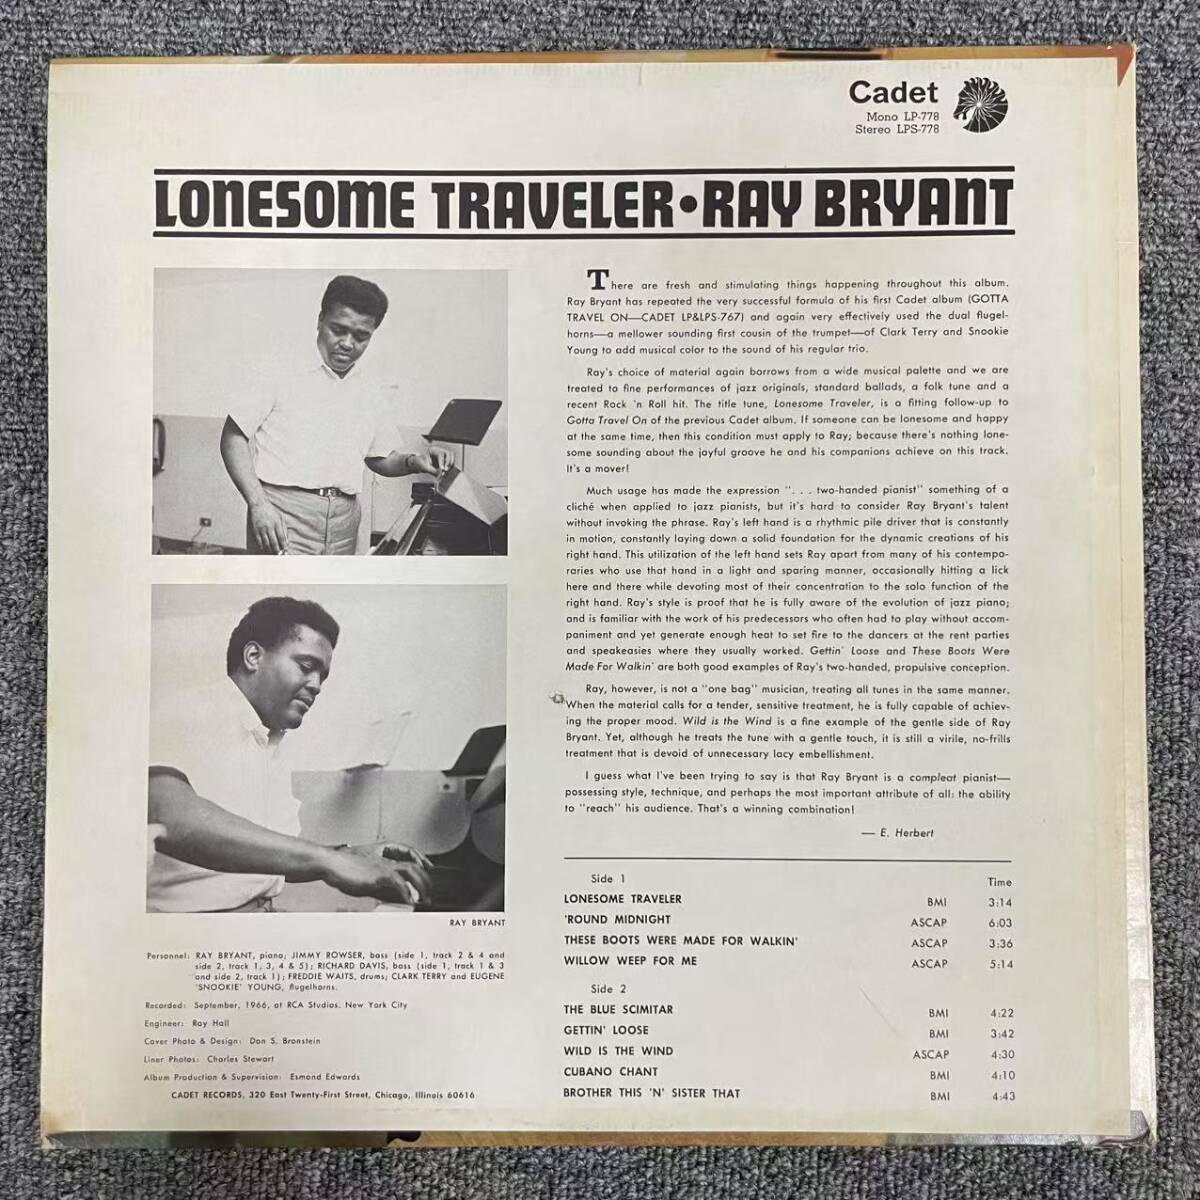 Cadet
Mono LP-778
Stereo LPS-778
LONESOME TRAVELER•RAY BRYANT
There are fresh and stimulating things happening throughout this album.
Ray Bryant has repeated the very successful formula of his first Cadet album (GOTTA
TRAVEL ON—CADET LP&LPS-767) and again very effectively used the dual flugel-
horns—a mellower sounding first cousin of the trumpet—of Clark Terry and Snookie
Young to add musical color to the sound of his regular trio.
Ray's choice of material again borrows from a wide musical palette and we are
treated to fine performances of jazz originals, standard ballads, a folk tune and a
recent Rock 'n Roll hit. The title tune, Lonesome Traveler, is a fitting follow-up to
Gotta Travel On of the previous Cadet album. If someone can be lonesome and happy
at the same time, then this condition must apply to Ray; because there's nothing lone-
some sounding about the joyful groove he and his companions achieve on this track.
It's a mover!
Much usage has made the expression ". . . two-handed pianist" something of a
cliché when applied to jazz pianists, but it's hard to consider Ray Bryant's talent
without invoking the phrase. Ray's left hand is a rhythmic pile driver that is constantly
in motion, constantly laying down a solid foundation for the dynamic creations of his
right hand. This utilization of the left hand sets Ray apart from many of his contempo-
raries who use that hand in a light and sparing manner, occasionally hitting a lick
here and there while devoting most of their concentration to the solo function of the
right hand. Ray's style is proof that he is fully aware of the evolution of jazz piano;
and is familiar with the work of his predecessors who often had to play without accom-
paniment and yet generate enough heat to set fire to the dancers at the rent parties
and speakeasies where they usually worked. Gettin' Loose and These Boots Were
Made For Walkin' are both good examples of Ray's two-handed, propulsive conception.
Ray, however, is not a "one bag" musician, treating all tunes in the same manner.
When the material calls for a tender, sensitive treatment, he is fully capable of achiev-
ing the proper mood. Wild is the Wind is a fine example of the gentle side of Ray
Bryant. Yet, although he treats the tune with a gentle touch, it is still a virile, no-frills
treatment that is devoid of unnecessary lacy embellishment.
I guess what I've been trying to say is that Ray Bryant is a compleat pianist—
possessing style, technique, and perhaps the most important attribute of all: the ability
to "reach" his audience. That's a winning combination!
— E. Herbert
RAY BRYANT
Personnel: RAY BRYANT, piano; JIMMY ROWSER, bass (side 1, track 2 & 4 and
side 2, track 1, 3, 4 & 5); RICHARD DAVIS, bass (side 1, track 1 & 3
and side 2, track 1); FREDDIE WAITS, drums; CLARK TERRY and EUGENE
'SNOOKIE' YOUNG, flugelhorns.
Recorded: September, 1966, at RCA Studios. New York City
Engineer: Ray Hall
Cover Photo & Design: Don S. Bronstein
Liner Photos: Charles Stewart
Album Production & Supervision: Esmond Edwards
CADET RECORDS, 320 East Twenty-First Street, Chicago, Illinois 60616
Side 1 Time
LONESOME TRAVELER BMI 3:14
'ROUND MIDNIGHT ASCAP 6:03
THESE BOOTS WERE MADE FOR WALKIN' ASCAP 3:36
WILLOW WEEP FOR ME ASCAP 5:14
Side 2
THE BLUE SCIMITAR BMI 4:22
GETTIN' LOOSE BMI 3:42
WILD IS THE WIND ASCAP 4:30
CUBANO CHANT BMI 4:10
BROTHER THIS 'N' SISTER THAT BMI 4:43